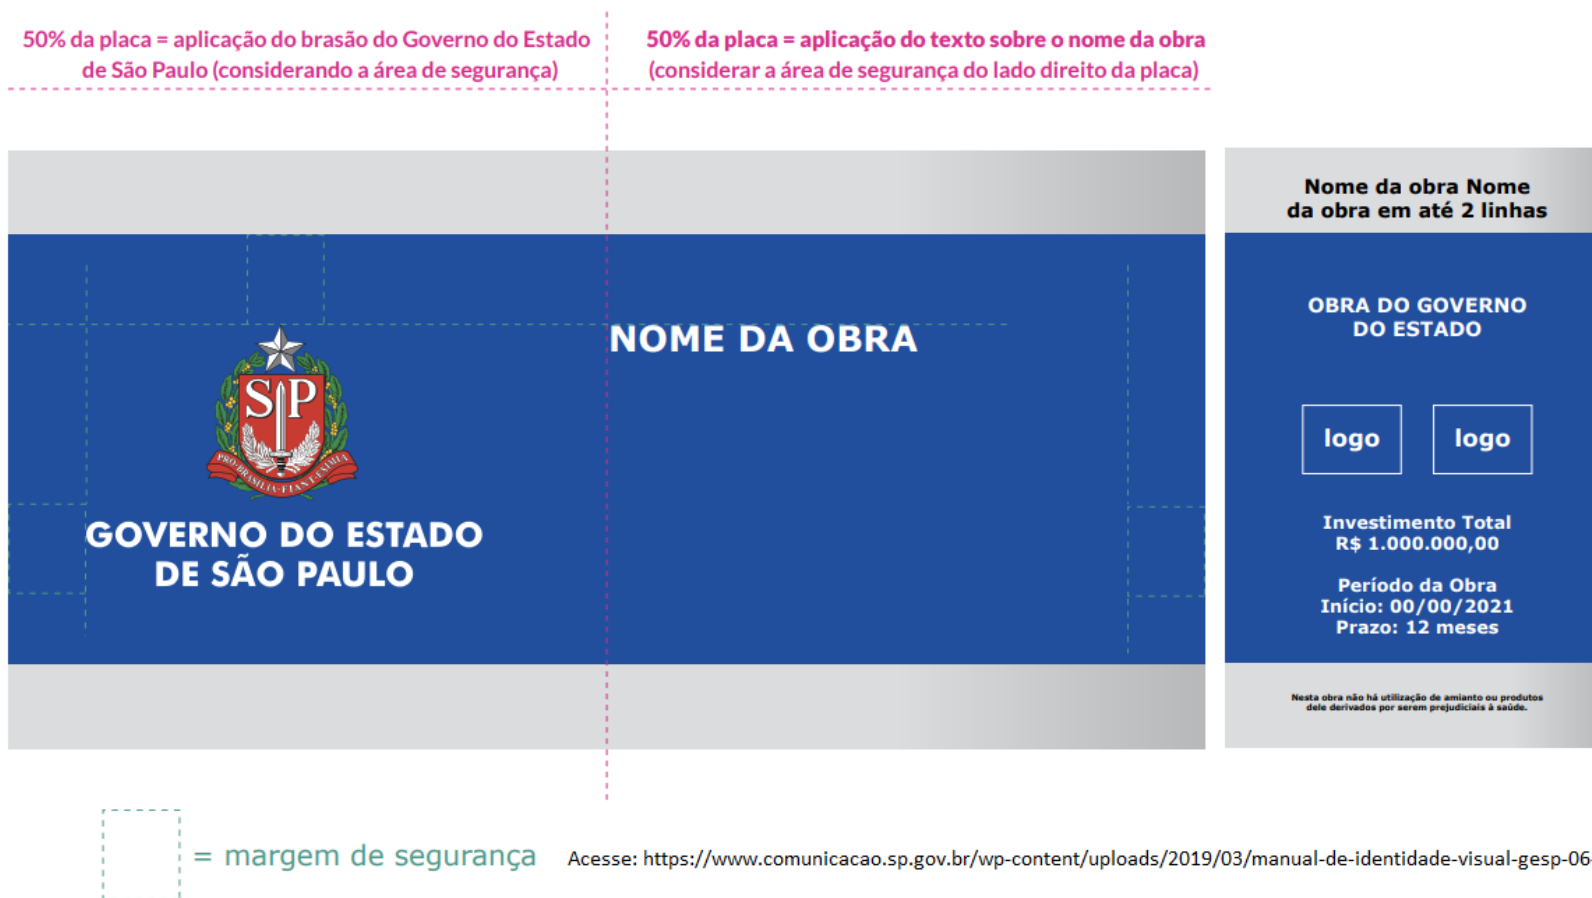 50% da placa = aplicação do brasão do Governo do Estado
de São Paulo (considerando a área de segurança)
50% da placa = aplicação do texto sobre o nome da obra
(considerar a área de segurança do lado direito da placa)
SP
PRO·BRASILIA·FIANT·EXIMIA
GOVERNO DO ESTADO
DE SÃO PAULO
NOME DA OBRA
Nome da obra Nome
da obra em até 2 linhas
OBRA DO GOVERNO
DO ESTADO
logo
logo
Investimento Total
R$ 1.000.000,00
Período da Obra
Início: 00/00/2021
Prazo: 12 meses
Nesta obra não há utilização de amianto ou produtos
dele derivados por serem prejudiciais à saúde.
= margem de segurança
Acesse: https://www.comunicacao.sp.gov.br/wp-content/uploads/2019/03/manual-de-identidade-visual-gesp-06-